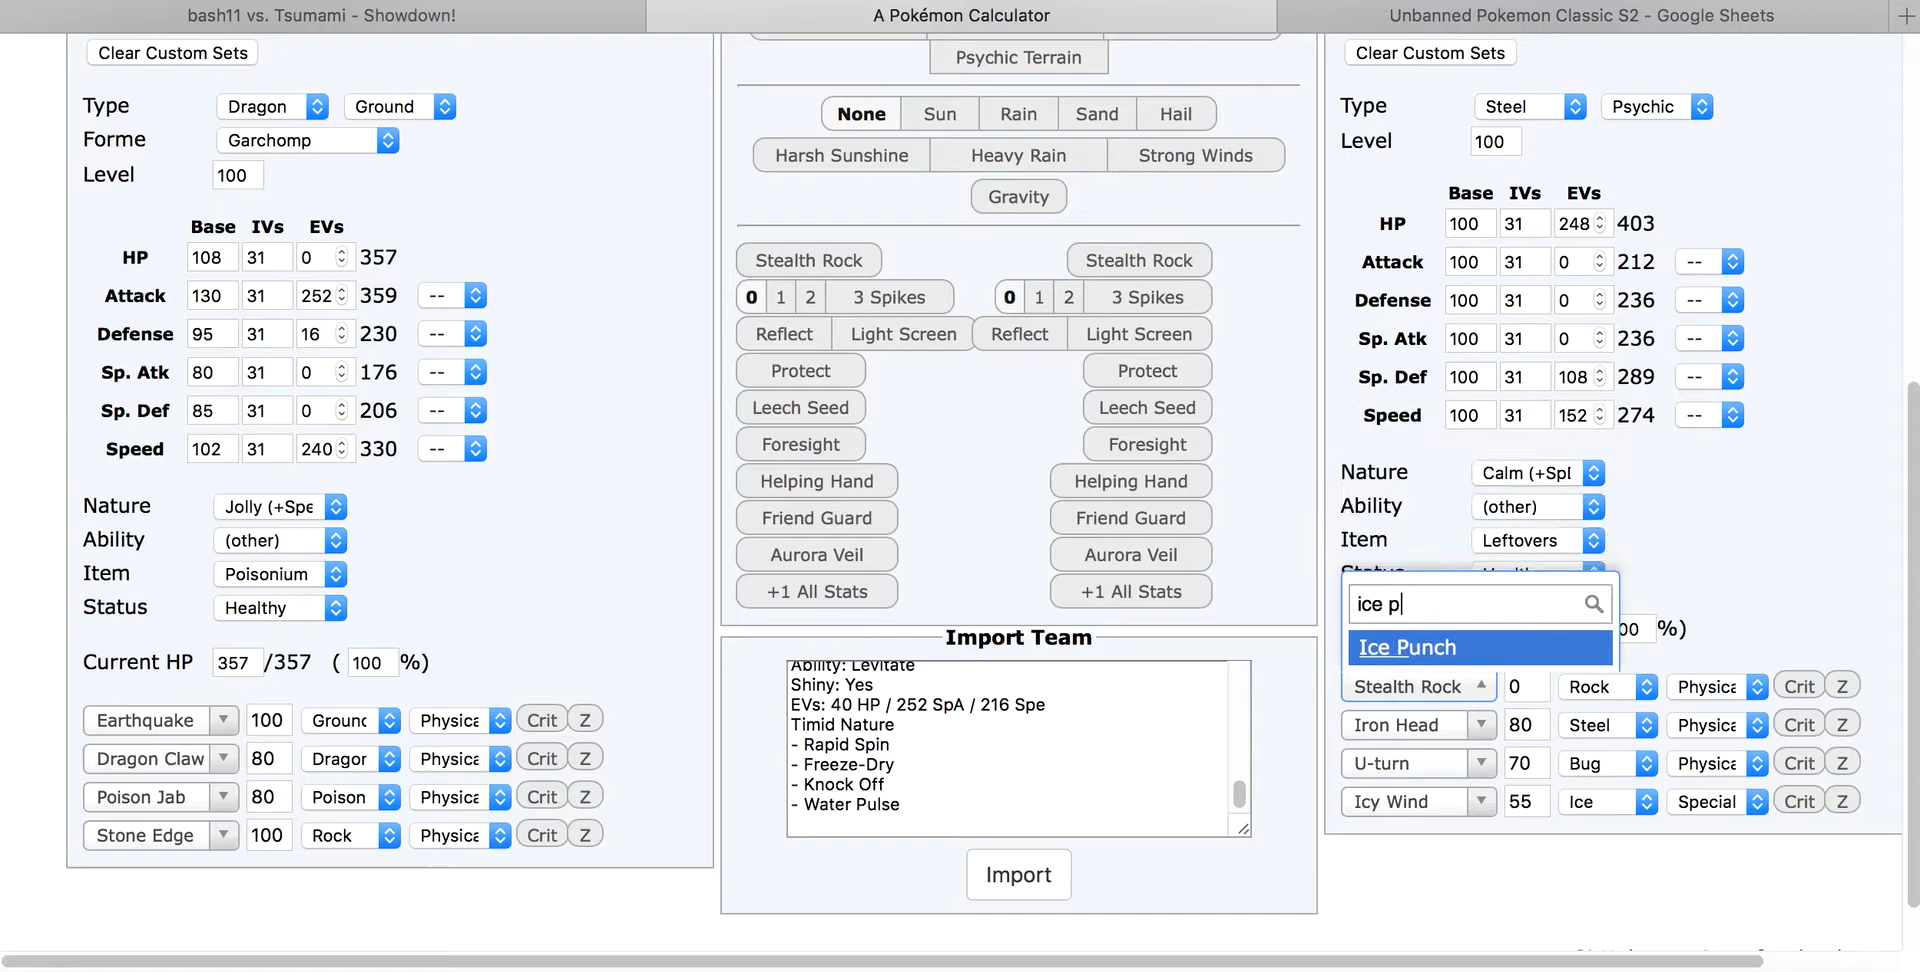 bash11 vs. Tsumami - Showdown!
A Pokémon Calculator
Unbanned Pokemon Classic S2 - Google Sheets
+
Clear Custom Sets
Type Dragon Ground
Forme Garchomp
Level 100
Base IVs EVs
HP 108 31 0 357
Attack 130 31 252 359 --
Defense 95 31 16 230 --
Sp. Atk 80 31 0 176 --
Sp. Def 85 31 0 206 --
Speed 102 31 240 330 --
Nature Jolly (+Spe
Ability (other)
Item Poisonium
Status Healthy
Current HP 357 /357 ( 100 %)
Earthquake 100 Ground Physica Crit Z
Dragon Claw 80 Dragor Physica Crit Z
Poison Jab 80 Poison Physica Crit Z
Stone Edge 100 Rock Physica Crit Z
Psychic Terrain
None Sun Rain Sand Hail
Harsh Sunshine Heavy Rain Strong Winds
Gravity
Stealth Rock Stealth Rock
0 1 2 3 Spikes 0 1 2 3 Spikes
Reflect Light Screen Reflect Light Screen
Protect Protect
Leech Seed Leech Seed
Foresight Foresight
Helping Hand Helping Hand
Friend Guard Friend Guard
Aurora Veil Aurora Veil
+1 All Stats +1 All Stats
Import Team
Ability: Levitate
Shiny: Yes
EVs: 40 HP / 252 SpA / 216 Spe
Timid Nature
- Rapid Spin
- Freeze-Dry
- Knock Off
- Water Pulse
Import
Clear Custom Sets
Type Steel Psychic
Level 100
Base IVs EVs
HP 100 31 248 403
Attack 100 31 0 212 --
Defense 100 31 0 236 --
Sp. Atk 100 31 0 236 --
Sp. Def 100 31 108 289 --
Speed 100 31 152 274 --
Nature Calm (+SpD
Ability (other)
Item Leftovers
ice p
Ice Punch
00 %)
Stealth Rock 0 Rock Physica Crit Z
Iron Head 80 Steel Physica Crit Z
U-turn 70 Bug Physica Crit Z
Icy Wind 55 Ice Special Crit Z